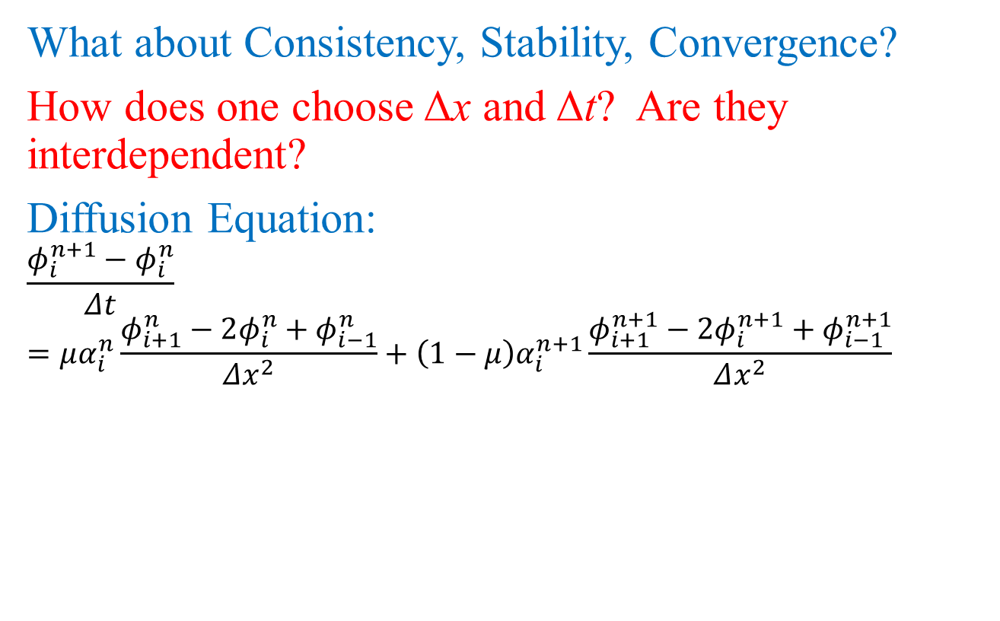 What about Consistency, Stability, Convergence?
How does one choose Δx and Δt? Are they
interdependent?
Diffusion Equation:
\frac{\phi_i^{n+1} - \phi_i^n}{\Delta t}
= \mu\alpha_i^n \frac{\phi_{i+1}^n - 2\phi_i^n + \phi_{i-1}^n}{\Delta x^2} + (1 - \mu)\alpha_i^{n+1} \frac{\phi_{i+1}^{n+1} - 2\phi_i^{n+1} + \phi_{i-1}^{n+1}}{\Delta x^2}